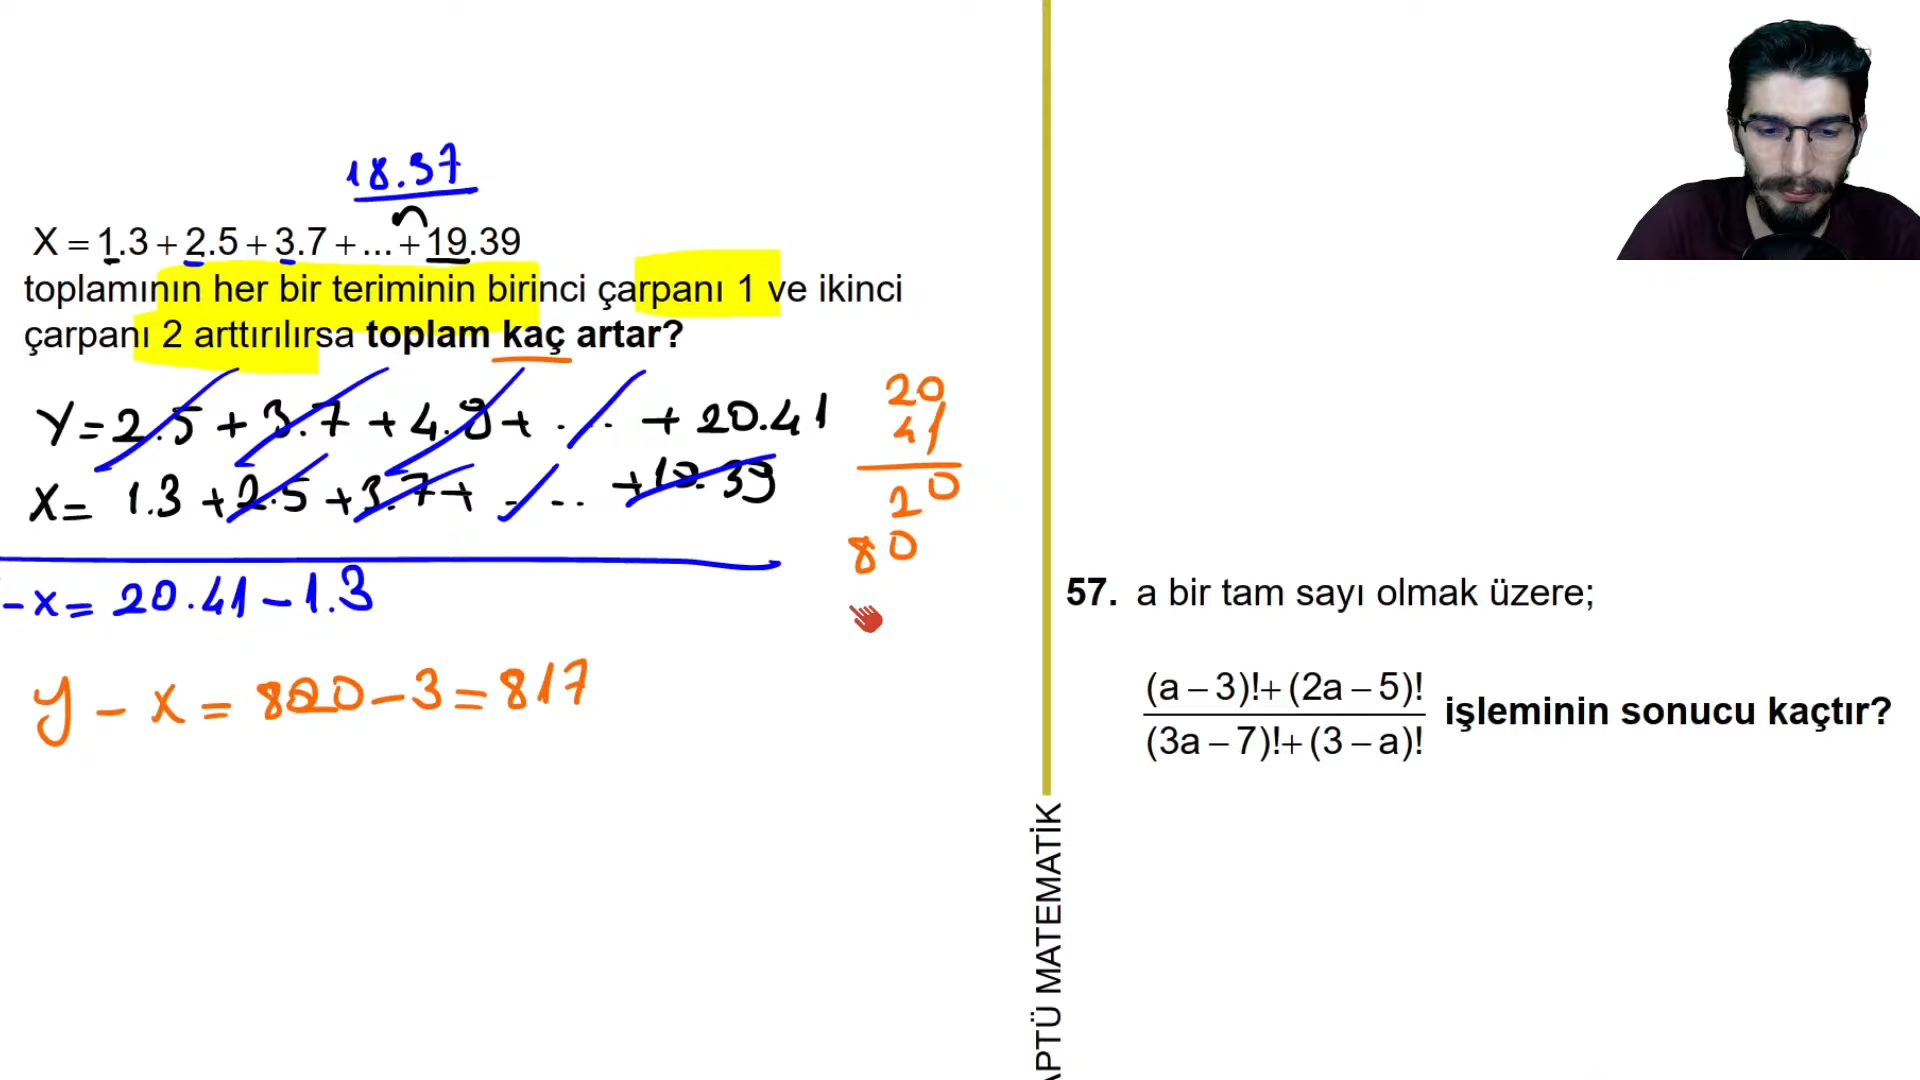 18.37
X = 1.3 + 2.5 + 3.7 + ... + 19.39
toplamının her bir teriminin birinci çarpanı 1 ve ikinci
çarpanı 2 arttırılırsa toplam kaç artar?
Y = 2.5 + 3.7 + 4.9 + .... + 20.41
X = 1.3 + 2.5 + 3.7 + .... + 19.39
- x = 20.41 - 1.3
y - x = 820 - 3 = 817
20
41
20
80
57. a bir tam sayı olmak üzere;
(a – 3)! + (2a – 5)!
(3a – 7)! + (3 – a)!
işleminin sonucu kaçtır?
APTÜ MATEMATİK